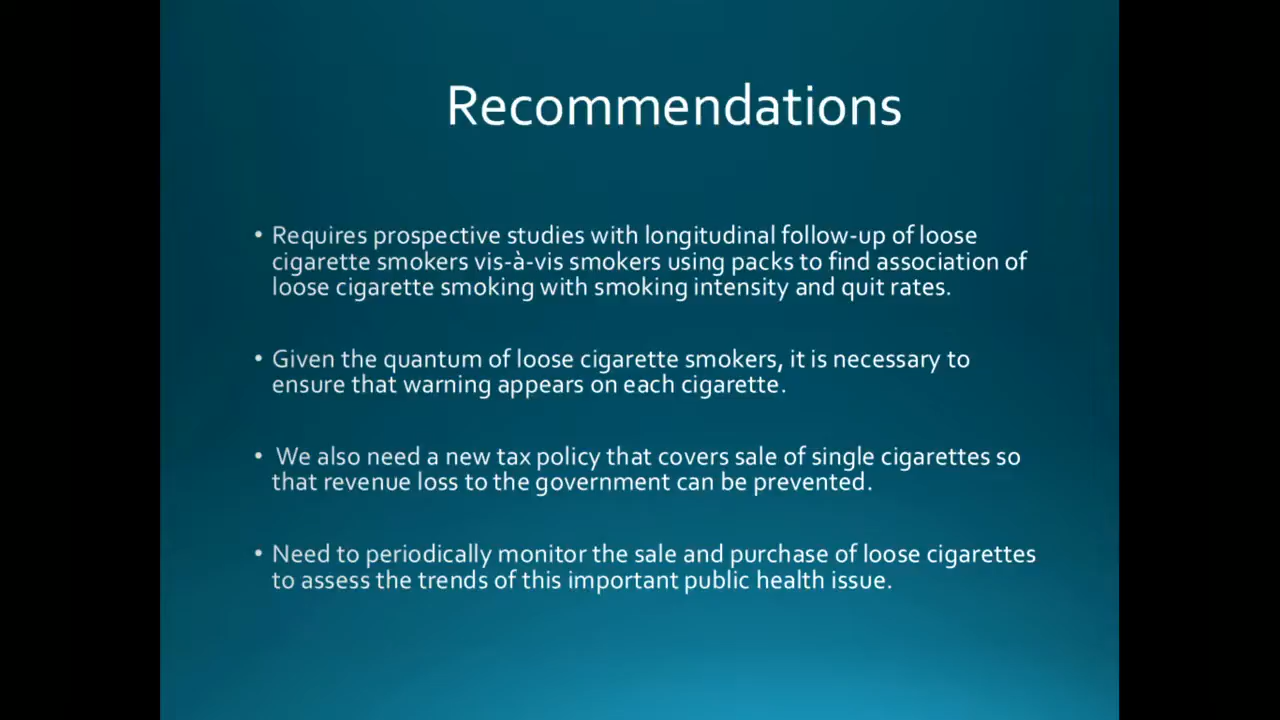 Recommendations
• Requires prospective studies with longitudinal follow-up of loose
cigarette smokers vis-à-vis smokers using packs to find association of
loose cigarette smoking with smoking intensity and quit rates.
• Given the quantum of loose cigarette smokers, it is necessary to
ensure that warning appears on each cigarette.
• We also need a new tax policy that covers sale of single cigarettes so
that revenue loss to the government can be prevented.
• Need to periodically monitor the sale and purchase of loose cigarettes
to assess the trends of this important public health issue.